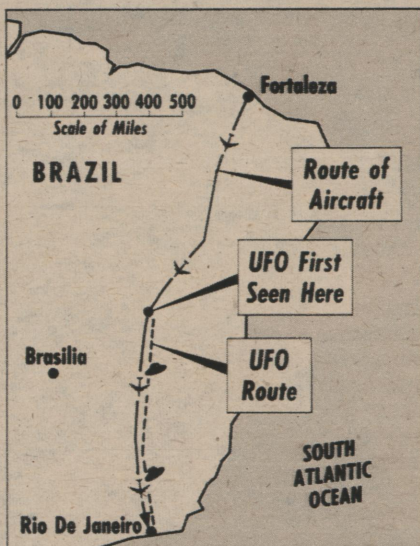 Fortaleza
0 100 200 300 400 500
Scale of Miles
BRAZIL
Route of
Aircraft
UFO First
Seen Here
Brasilia
UFO
Route
SOUTH
ATLANTIC
OCEAN
Rio De Janeiro